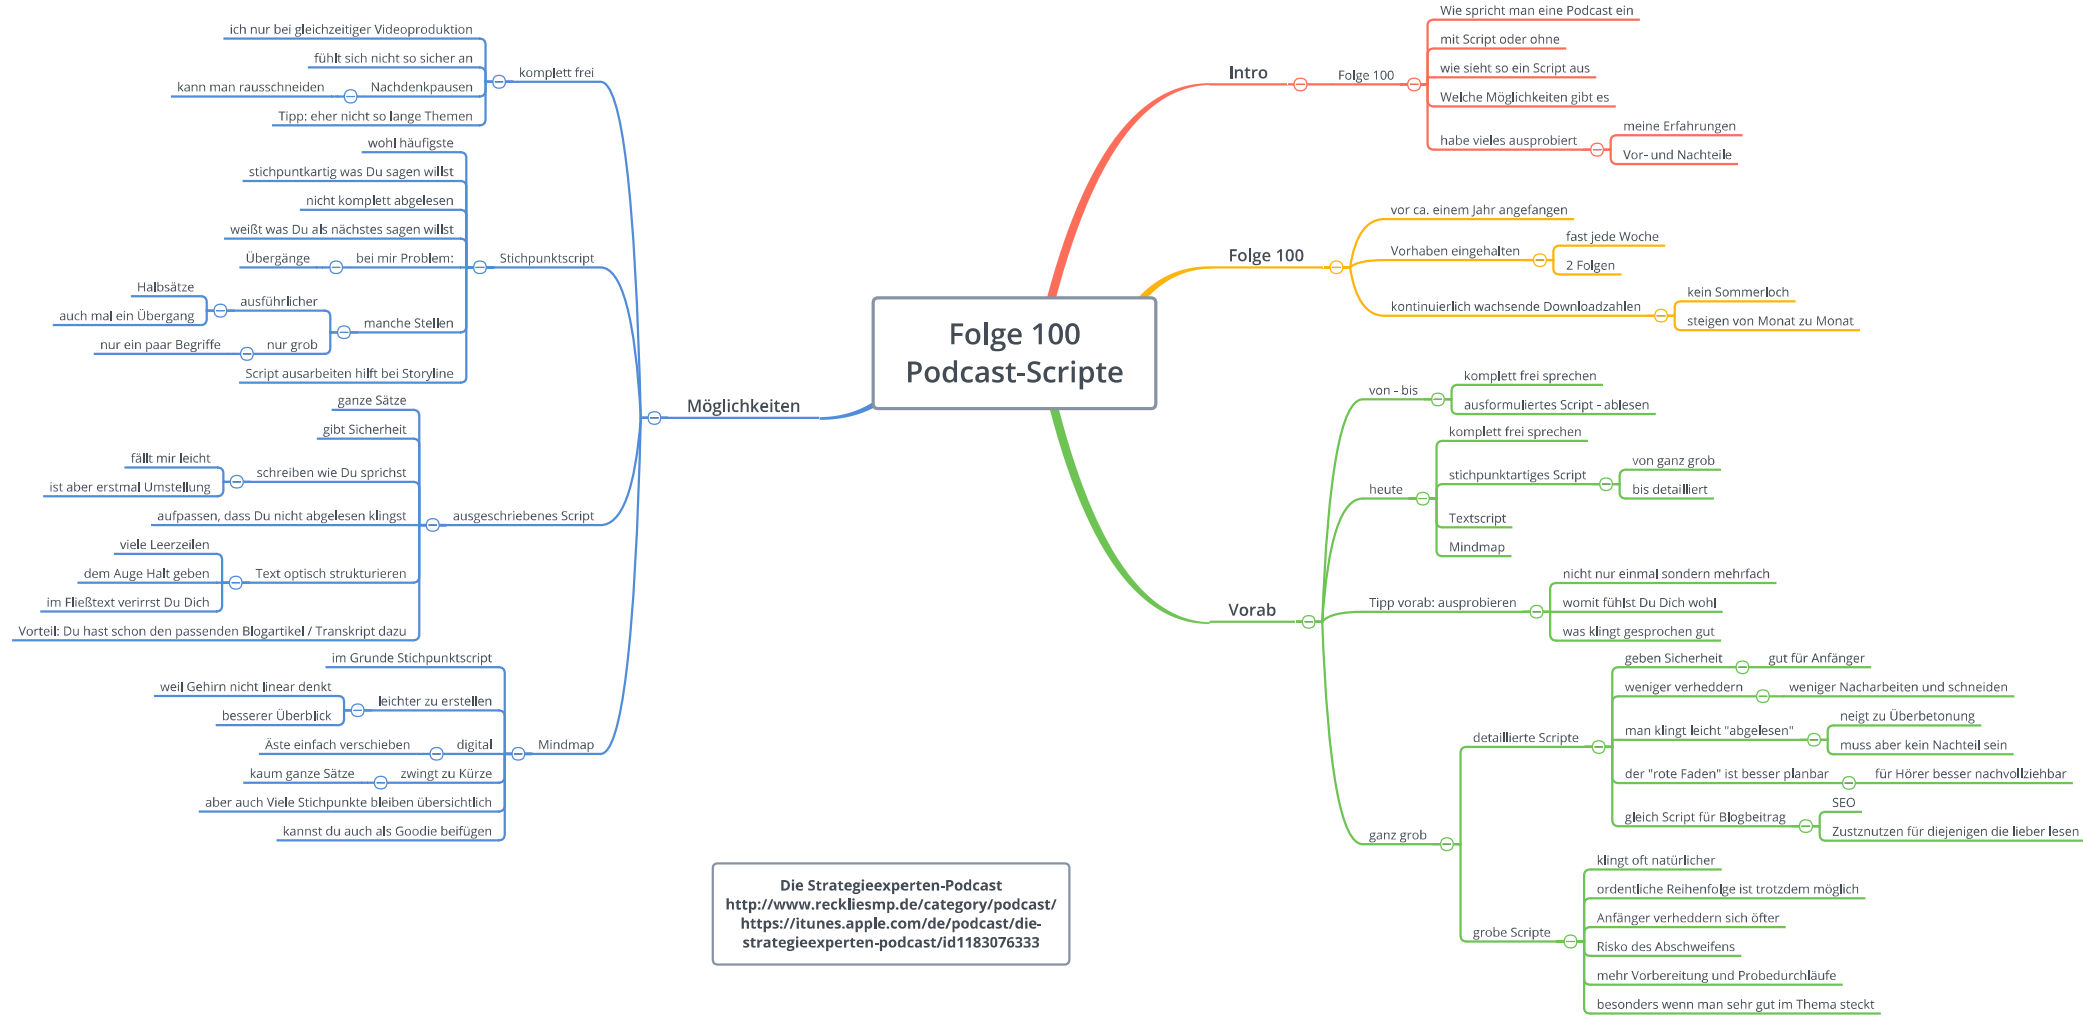 Folge 100
Podcast-Scripte
Intro
Folge 100
Wie spricht man eine Podcast ein
mit Script oder ohne
wie sieht so ein Script aus
Welche Möglichkeiten gibt es
habe vieles ausprobiert
meine Erfahrungen
Vor- und Nachteile
Folge 100
vor ca. einem Jahr angefangen
Vorhaben eingehalten
fast jede Woche
2 Folgen
kontinuierlich wachsende Downloadzahlen
kein Sommerloch
steigen von Monat zu Monat
Vorab
von - bis
komplett frei sprechen
ausformuliertes Script - ablesen
heute
komplett frei sprechen
stichpunktartiges Script
von ganz grob
bis detailliert
Textscript
Mindmap
Tipp vorab: ausprobieren
nicht nur einmal sondern mehrfach
womit fühlst Du Dich wohl
was klingt gesprochen gut
ganz grob
detaillierte Scripte
geben Sicherheit
gut für Anfänger
weniger verheddern
weniger Nacharbeiten und schneiden
man klingt leicht "abgelesen"
neigt zu Überbetonung
muss aber kein Nachteil sein
der "rote Faden" ist besser planbar
für Hörer besser nachvollziehbar
gleich Script für Blogbeitrag
SEO
Zustznutzen für diejenigen die lieber lesen
grobe Scripte
klingt oft natürlicher
ordentliche Reihenfolge ist trotzdem möglich
Anfänger verheddern sich öfter
Risko des Abschweifens
mehr Vorbereitung und Probedurchläufe
besonders wenn man sehr gut im Thema steckt
Möglichkeiten
komplett frei
ich nur bei gleichzeitiger Videoproduktion
fühlt sich nicht so sicher an
Nachdenkpausen
kann man rausschneiden
Tipp: eher nicht so lange Themen
Stichpunktscript
wohl häufigste
stichpuntkartig was Du sagen willst
nicht komplett abgelesen
weißt was Du als nächstes sagen willst
bei mir Problem:
Übergänge
manche Stellen
ausführlicher
Halbsätze
auch mal ein Übergang
nur grob
nur ein paar Begriffe
Script ausarbeiten hilft bei Storyline
ausgeschriebenes Script
ganze Sätze
gibt Sicherheit
schreiben wie Du sprichst
fällt mir leicht
ist aber erstmal Umstellung
aufpassen, dass Du nicht abgelesen klingst
Text optisch strukturieren
viele Leerzeilen
dem Auge Halt geben
im Fließtext verirrst Du Dich
Vorteil: Du hast schon den passenden Blogartikel / Transkript dazu
Mindmap
im Grunde Stichpunktscript
leichter zu erstellen
weil Gehirn nicht linear denkt
besserer Überblick
digital
Äste einfach verschieben
zwingt zu Kürze
kaum ganze Sätze
aber auch Viele Stichpunkte bleiben übersichtlich
kannst du auch als Goodie beifügen
Die Strategieexperten-Podcast
http://www.reckliesmp.de/category/podcast/
https://itunes.apple.com/de/podcast/die-
strategieexperten-podcast/id1183076333